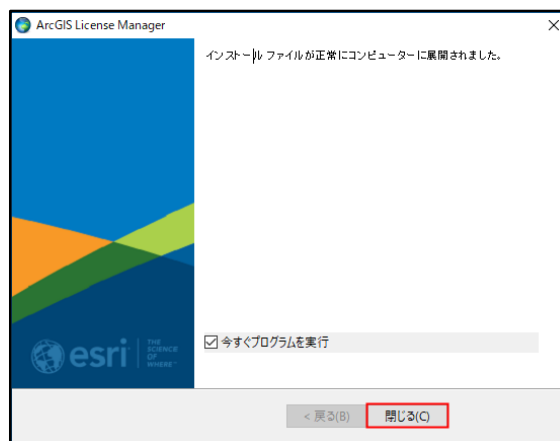 ArcGIS License Manager
インストール ファイルが正常にコンピューターに展開されました。
今すぐプログラムを実行
esri
THE
SCIENCE
OF
WHERE™
< 戻る(B)
閉じる(C)